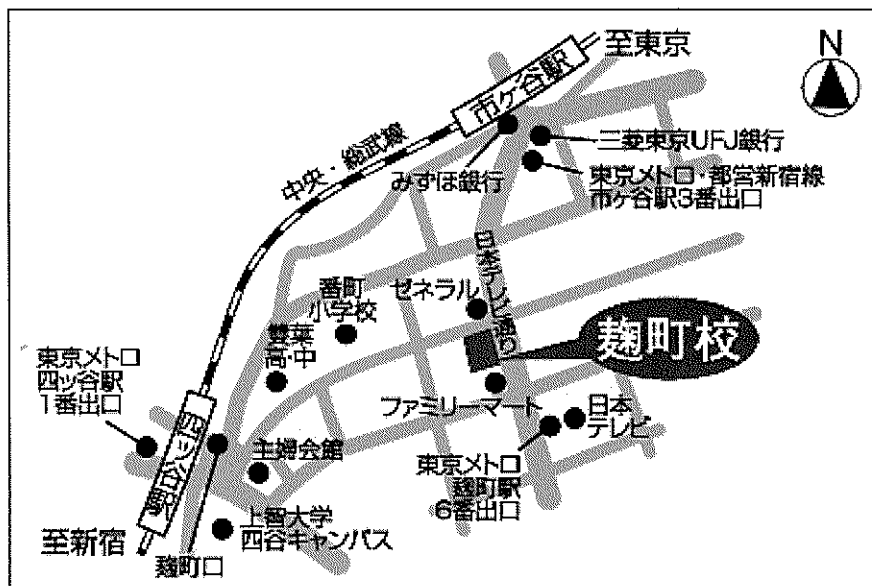 至東京
N
市ヶ谷駅
中央・総武線
三菱東京UFJ銀行
みずほ銀行
東京メトロ・都営新宿線
市ヶ谷駅3番出口
日本テレビ通り
番町
小学校
ゼネラル
雙葉
高・中
麹町校
東京メトロ
四ッ谷駅
1番出口
ファミリーマート
日本
テレビ
四ッ谷駅
主婦会館
東京メトロ
麹町駅
6番出口
上智大学
四谷キャンパス
至新宿
麹町口